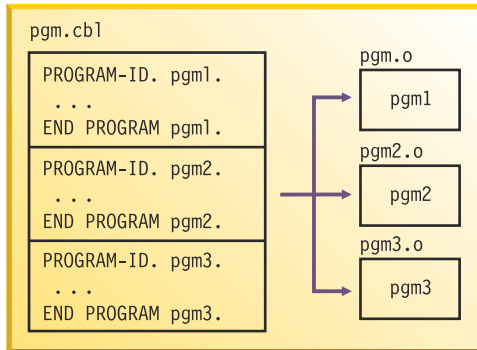 pgm.cbl
PROGRAM-ID. pgm1.
...
END PROGRAM pgm1.
PROGRAM-ID. pgm2.
...
END PROGRAM pgm2.
PROGRAM-ID. pgm3.
...
END PROGRAM pgm3.
pgm.o
pgm1
pgm2.o
pgm2
pgm3.o
pgm3